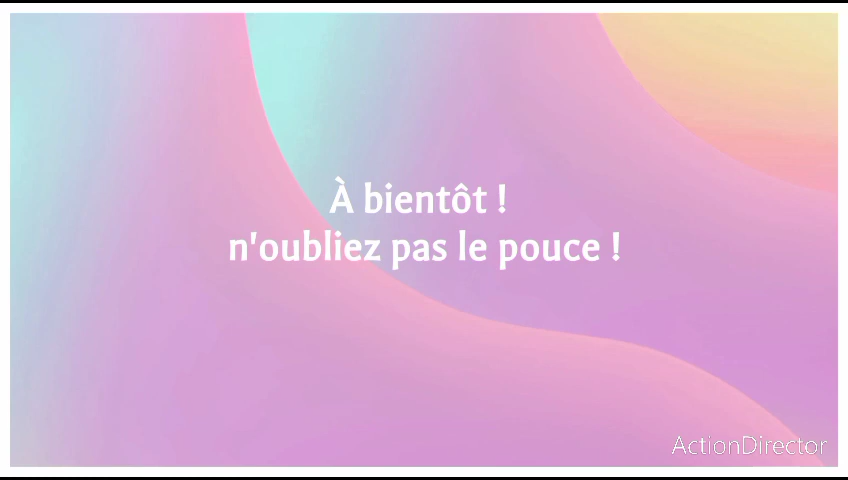 À bientôt !
n'oubliez pas le pouce !
ActionDirector